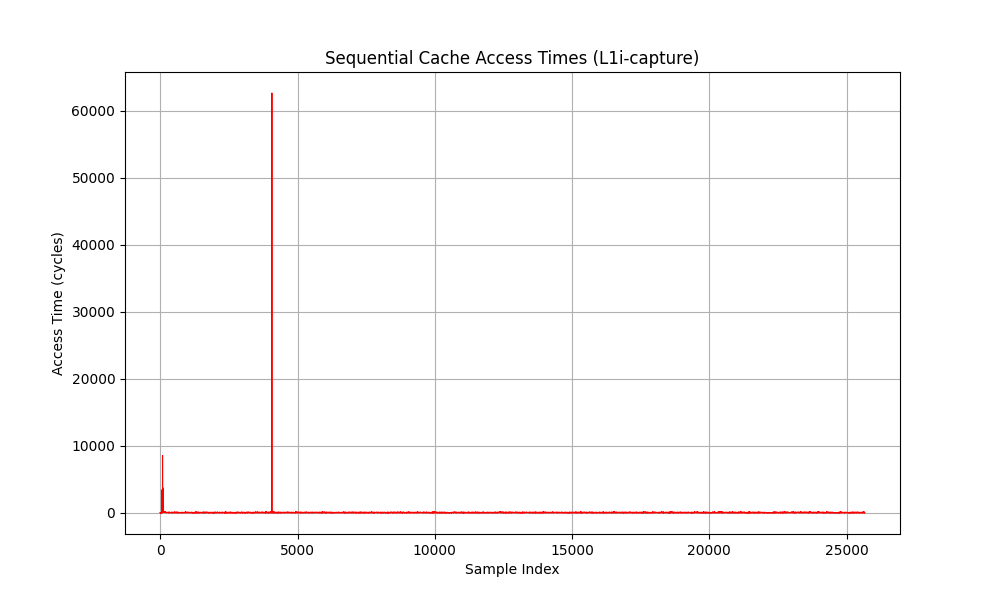 Sequential Cache Access Times (L1i-capture)
Access Time (cycles)
60000
50000
40000
30000
20000
10000
0
0 5000 10000 15000 20000 25000
Sample Index